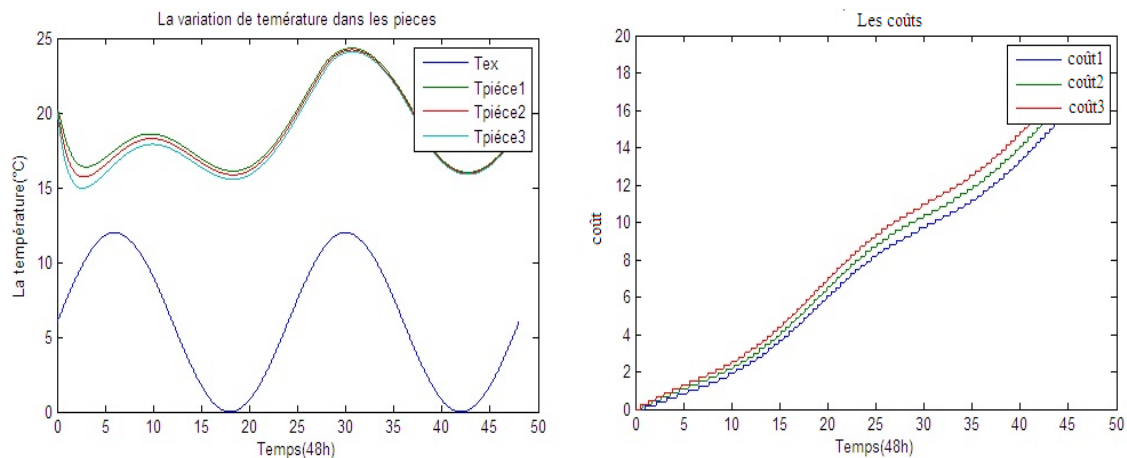 La variation de temérature dans les pieces
25
20
15
10
5
0
La température(°C)
Tex
Tpiéce1
Tpiéce2
Tpiéce3
0 5 10 15 20 25 30 35 40 45 50
Temps(48h)
Les coûts
20
18
16
14
12
10
8
6
4
2
0
coût
coût1
coût2
coût3
0 5 10 15 20 25 30 35 40 45 50
Temps(48h)